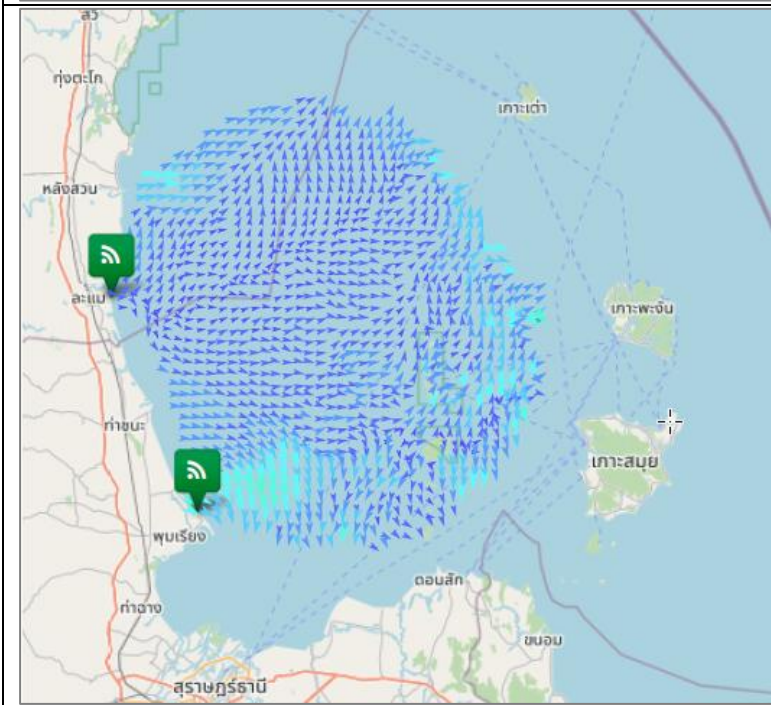 สวี
ทุ่งตะโก
เกาะเต่า
หลังสวน
ละแม
เกาะพะงัน
ท่าชนะ
เกาะสมุย
พุมเรียง
ดอนสัก
ท่าฉาง
ขนอม
สุราษฎร์ธานี